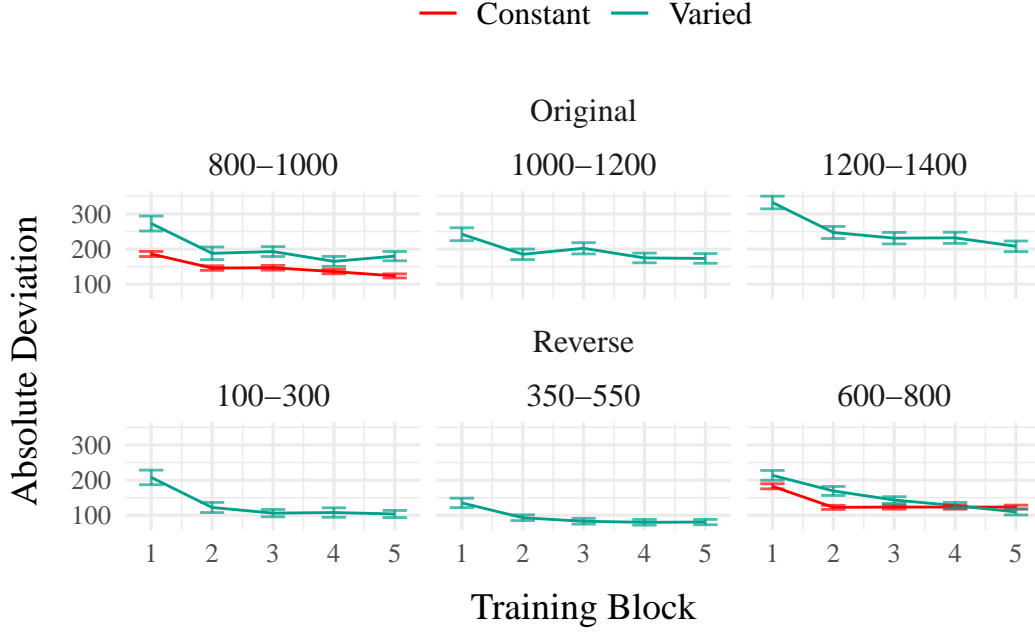 Constant Varied
Original
800–1000 1000–1200 1200–1400
300
200
100
Reverse
100–300 350–550 600–800
300
200
100
1 2 3 4 5 1 2 3 4 5 1 2 3 4 5
Training Block
Absolute Deviation